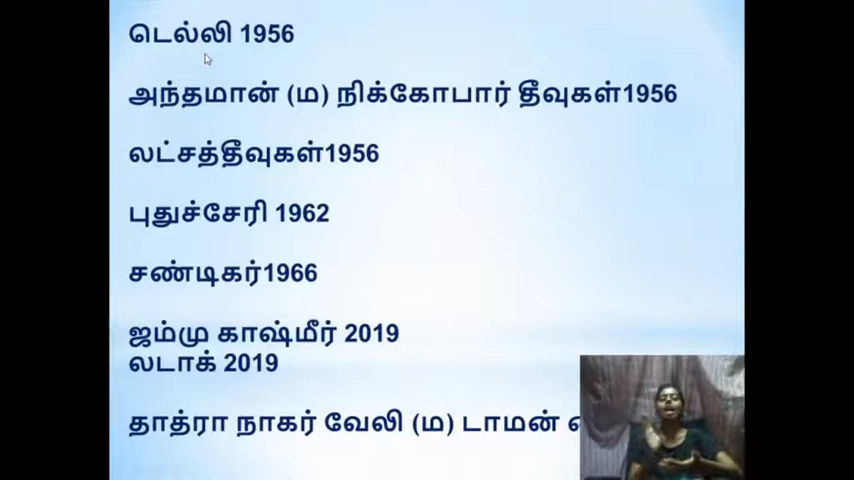 டெல்லி 1956
அந்தமான் (ம) நிக்கோபார் தீவுகள்1956
லட்சத்தீவுகள்1956
புதுச்சேரி 1962
சண்டிகர்1966
ஜம்மு காஷ்மீர் 2019
லடாக் 2019
தாத்ரா நாகர் வேலி (ம) டாமன்